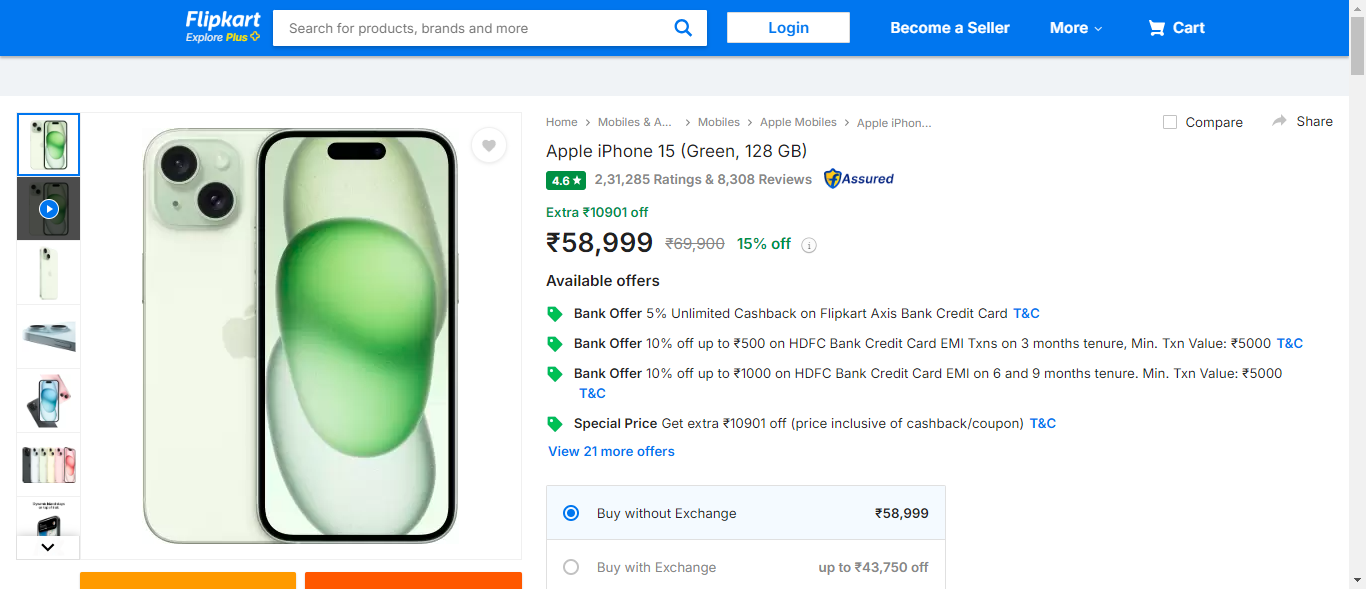 Flipkart
Explore Plus
Search for products, brands and more
Login
Become a Seller
More
Cart
Home
Mobiles & A...
Mobiles
Apple Mobiles
Apple iPhon...
Compare
Share
Apple iPhone 15 (Green, 128 GB)
4.6★ 2,31,285 Ratings & 8,308 Reviews Assured
Extra ₹10901 off
₹58,999 ₹69,900 15% off
Available offers
Bank Offer 5% Unlimited Cashback on Flipkart Axis Bank Credit Card T&C
Bank Offer 10% off up to ₹500 on HDFC Bank Credit Card EMI Txns on 3 months tenure, Min. Txn Value: ₹5000 T&C
Bank Offer 10% off up to ₹1000 on HDFC Bank Credit Card EMI on 6 and 9 months tenure. Min. Txn Value: ₹5000
T&C
Special Price Get extra ₹10901 off (price inclusive of cashback/coupon) T&C
View 21 more offers
Buy without Exchange ₹58,999
Buy with Exchange up to ₹43,750 off